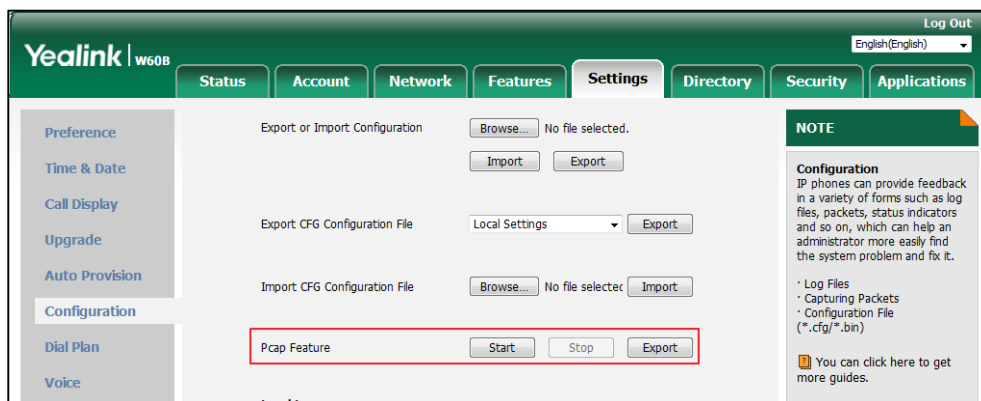 Log Out
English(English)
Yealink | W60B
Status Account Network Features Settings Directory Security Applications
Preference
Time & Date
Call Display
Upgrade
Auto Provision
Configuration
Dial Plan
Voice
Export or Import Configuration Browse... No file selected.
Import Export
Export CFG Configuration File Local Settings Export
Import CFG Configuration File Browse... No file selectec Import
Pcap Feature Start Stop Export
NOTE
Configuration
IP phones can provide feedback
in a variety of forms such as log
files, packets, status indicators
and so on, which can help an
administrator more easily find
the system problem and fix it.
· Log Files
· Capturing Packets
· Configuration File
(*.cfg/*.bin)
You can click here to get
more guides.